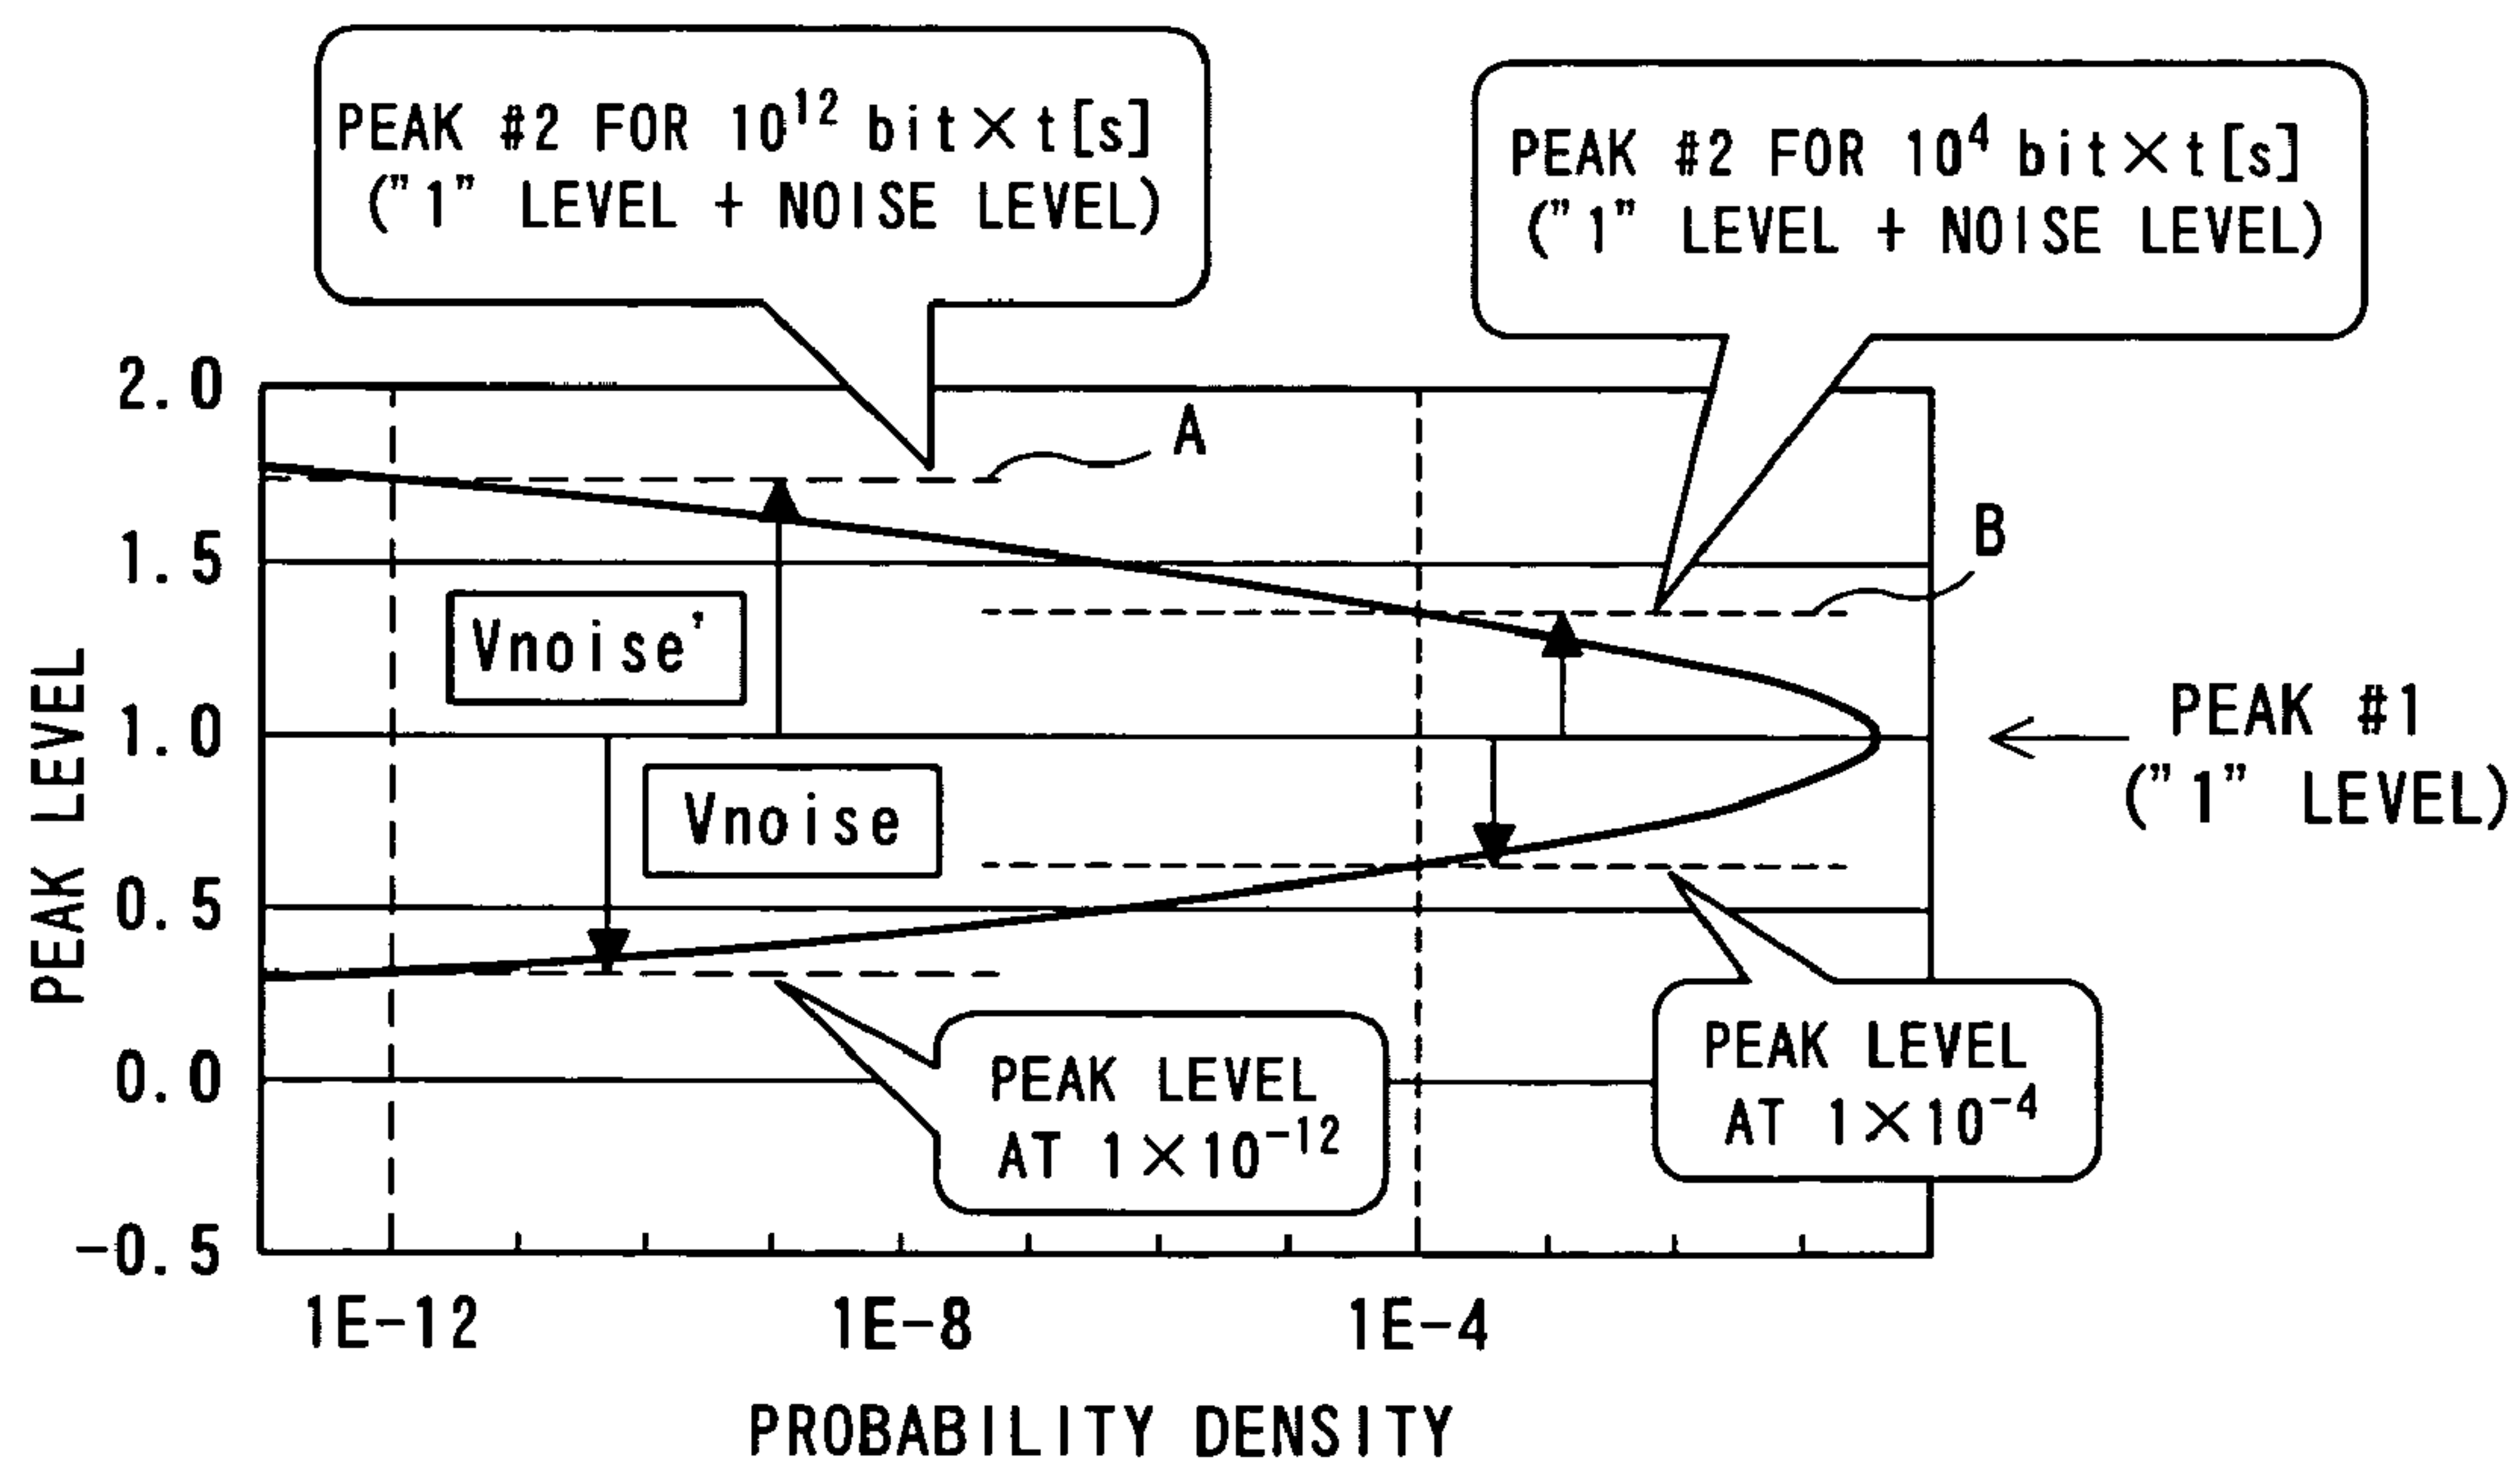 PEAK #2 FOR 10¹² bit×t[s]
("1" LEVEL + NOISE LEVEL)
PEAK #2 FOR 10⁴ bit×t[s]
("1" LEVEL + NOISE LEVEL)
2.0
1.5
1.0
0.5
0.0
-0.5
PEAK LEVEL
A
B
Vnoise'
Vnoise
PEAK #1
("1" LEVEL)
PEAK LEVEL
AT 1×10⁻¹²
PEAK LEVEL
AT 1×10⁻⁴
1E-12
1E-8
1E-4
PROBABILITY DENSITY